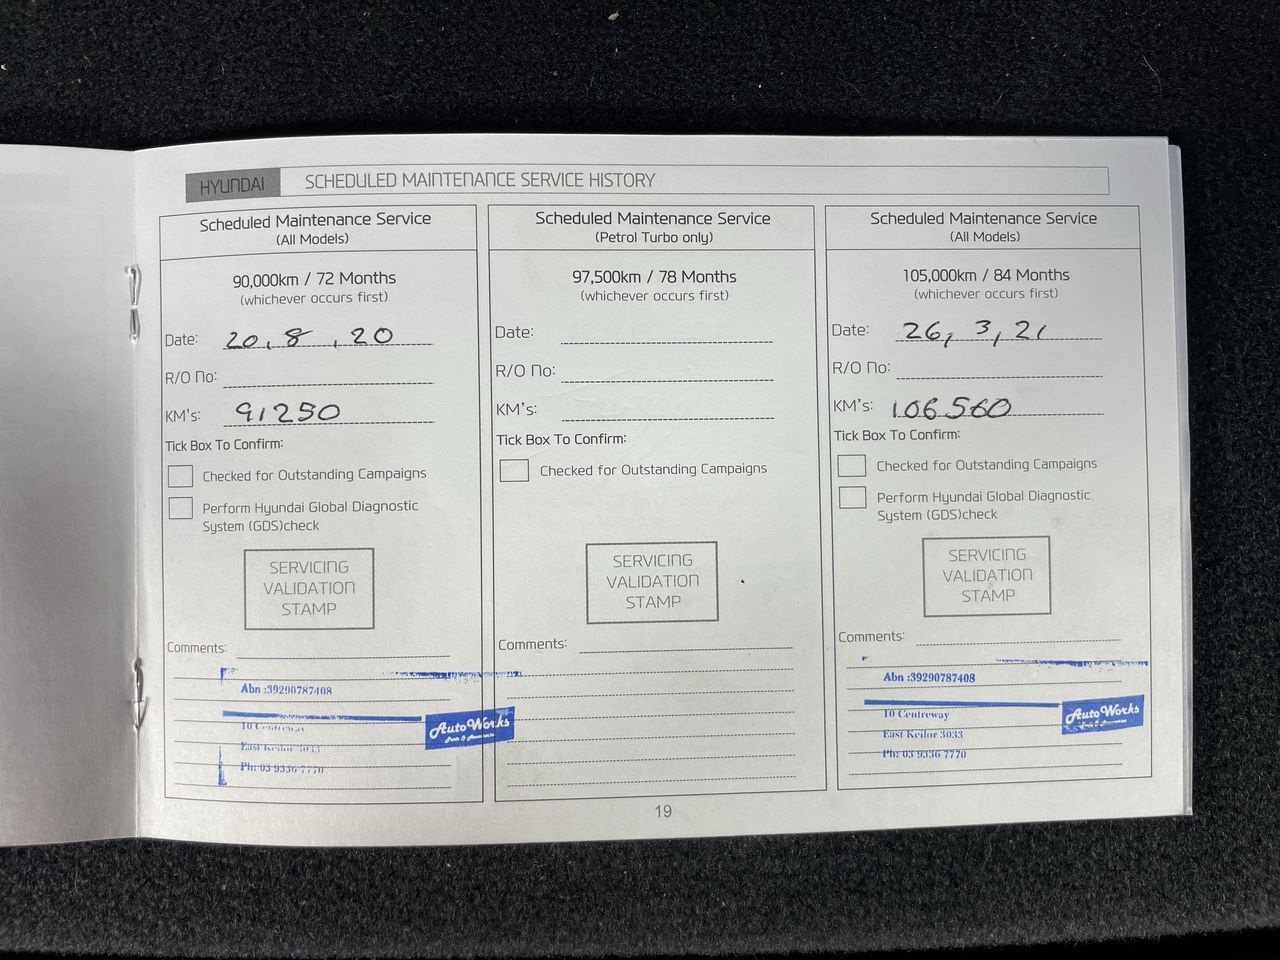 HYUNDAI SCHEDULED MAINTENANCE SERVICE HISTORY
Scheduled Maintenance Service
(All Models)
90,000km / 72 Months
(whichever occurs first)
Date: 20, 8, 20
R/O No:
KM's: 91250
Tick Box To Confirm:
Checked for Outstanding Campaigns
Perform Hyundai Global Diagnostic
System (GDS)check
SERVICING
VALIDATION
STAMP
Comments:
Abn :39290787408
10 Centreway
AutoWorks
East Keilor 3033
Ph: 03 9336 7770
Scheduled Maintenance Service
(Petrol Turbo only)
97,500km / 78 Months
(whichever occurs first)
Date:
R/O No:
KM's:
Tick Box To Confirm:
Checked for Outstanding Campaigns
SERVICING
VALIDATION
STAMP
Comments:
Scheduled Maintenance Service
(All Models)
105,000km / 84 Months
(whichever occurs first)
Date: 26, 3, 21
R/O No:
KM's: 106560
Tick Box To Confirm:
Checked for Outstanding Campaigns
Perform Hyundai Global Diagnostic
System (GDS)check
SERVICING
VALIDATION
STAMP
Comments:
Abn :39290787408
10 Centreway
AutoWorks
East Keilor 3033
Ph: 03 9336 7770
19